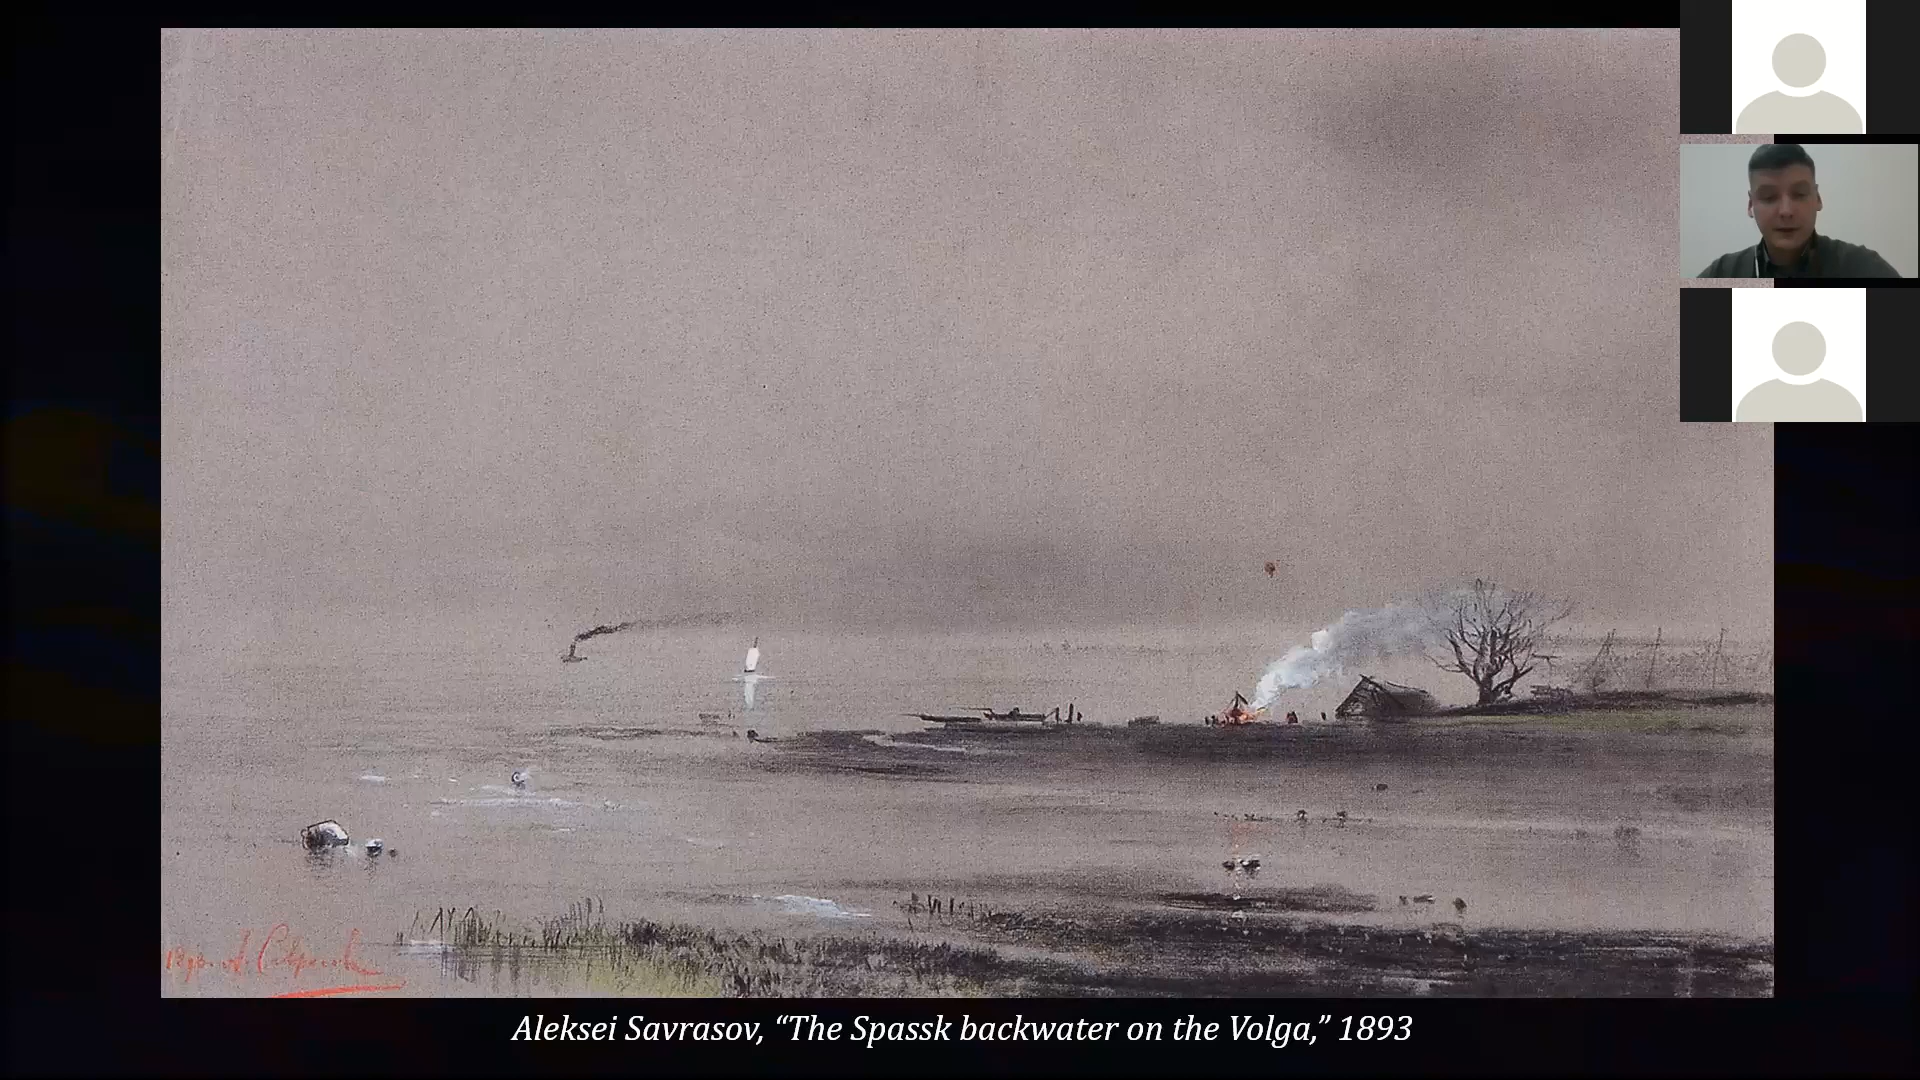 Aleksei Savrasov, “The Spassk backwater on the Volga,” 1893